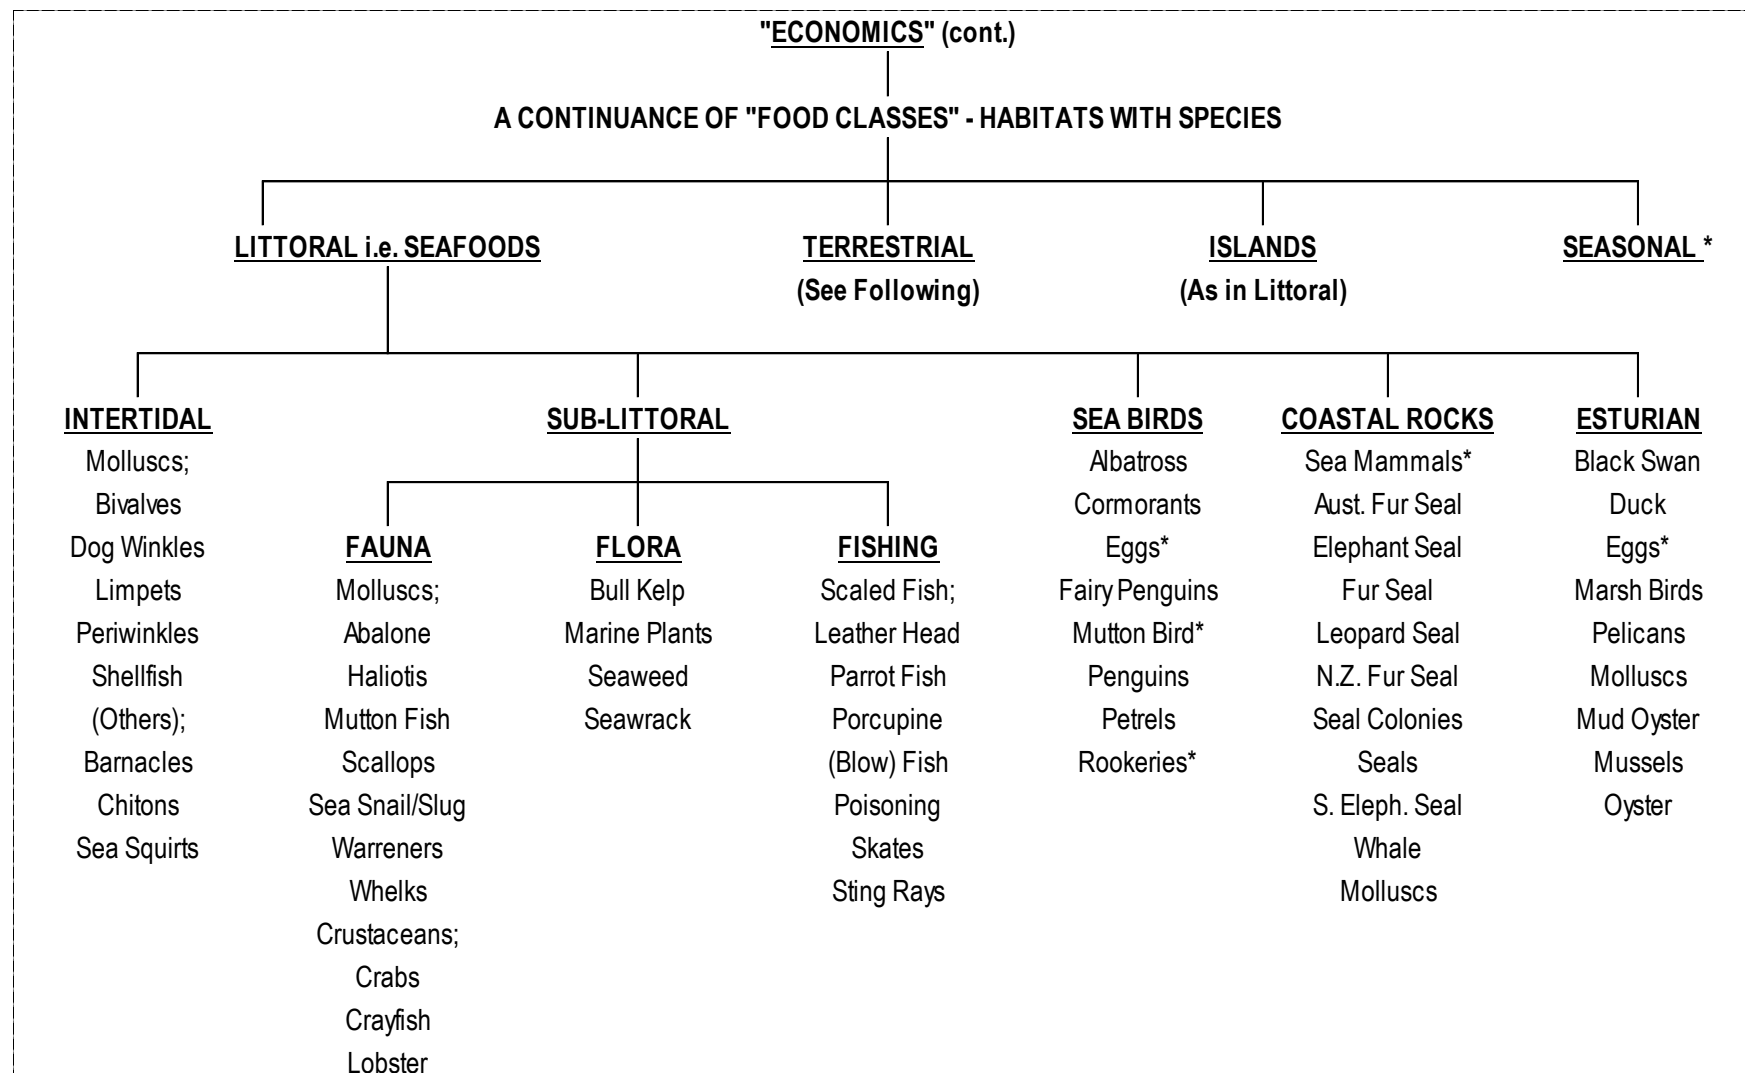 "ECONOMICS" (cont.)
A CONTINUANCE OF "FOOD CLASSES" - HABITATS WITH SPECIES
LITTORAL i.e. SEAFOODS
TERRESTRIAL
(See Following)
ISLANDS
(As in Littoral)
SEASONAL *
INTERTIDAL
Molluscs;
Bivalves
Dog Winkles
Limpets
Periwinkles
Shellfish
(Others);
Barnacles
Chitons
Sea Squirts
SUB-LITTORAL
FAUNA
Molluscs;
Abalone
Haliotis
Mutton Fish
Scallops
Sea Snail/Slug
Warreners
Whelks
Crustaceans;
Crabs
Crayfish
Lobster
FLORA
Bull Kelp
Marine Plants
Seaweed
Seawrack
FISHING
Scaled Fish;
Leather Head
Parrot Fish
Porcupine
(Blow) Fish
Poisoning
Skates
Sting Rays
SEA BIRDS
Albatross
Cormorants
Eggs*
Fairy Penguins
Mutton Bird*
Penguins
Petrels
Rookeries*
COASTAL ROCKS
Sea Mammals*
Aust. Fur Seal
Elephant Seal
Fur Seal
Leopard Seal
N.Z. Fur Seal
Seal Colonies
Seals
S. Eleph. Seal
Whale
Molluscs
ESTURIAN
Black Swan
Duck
Eggs*
Marsh Birds
Pelicans
Molluscs
Mud Oyster
Mussels
Oyster